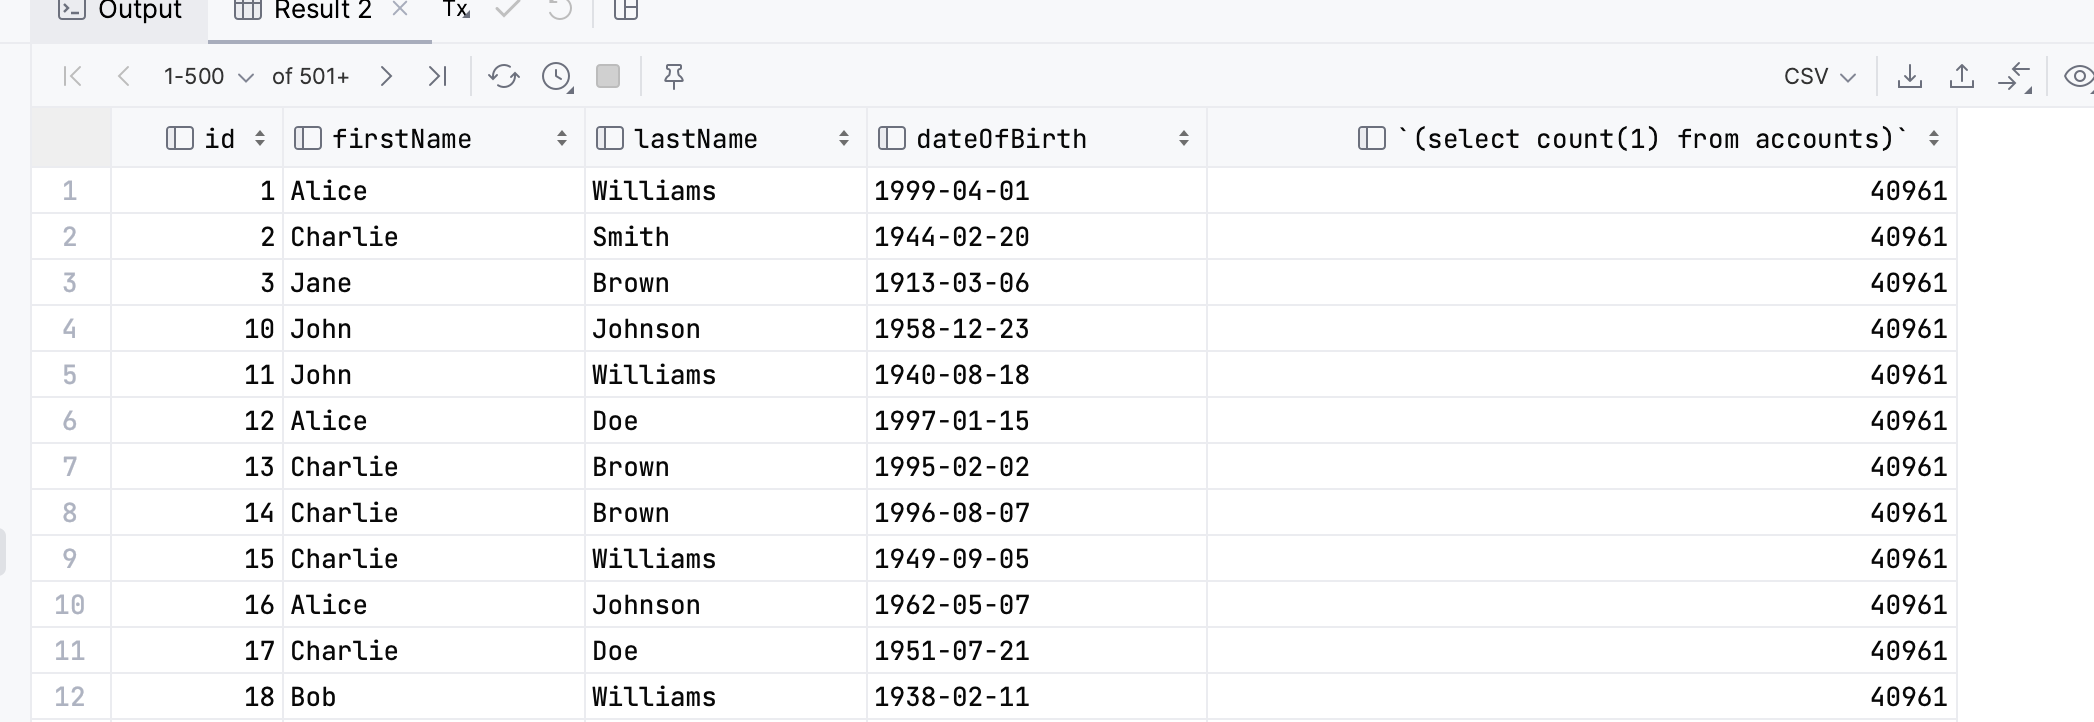 Output Result 2 Tx
1-500 of 501+ CSV
id firstName lastName dateOfBirth `(select count(1) from accounts)`
1 1 Alice Williams 1999-04-01 40961
2 2 Charlie Smith 1944-02-20 40961
3 3 Jane Brown 1913-03-06 40961
4 10 John Johnson 1958-12-23 40961
5 11 John Williams 1940-08-18 40961
6 12 Alice Doe 1997-01-15 40961
7 13 Charlie Brown 1995-02-02 40961
8 14 Charlie Brown 1996-08-07 40961
9 15 Charlie Williams 1949-09-05 40961
10 16 Alice Johnson 1962-05-07 40961
11 17 Charlie Doe 1951-07-21 40961
12 18 Bob Williams 1938-02-11 40961